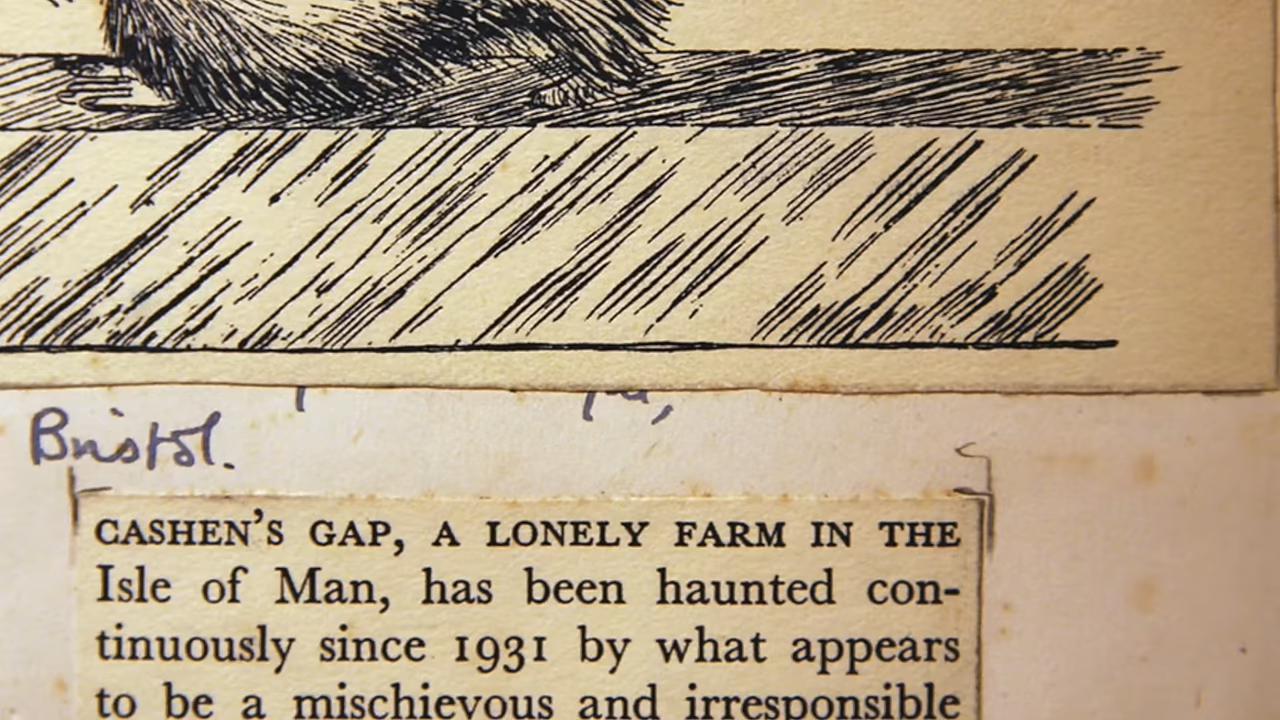 Bristol.
CASHEN'S GAP, A LONELY FARM IN THE
Isle of Man, has been haunted con-
tinuously since 1931 by what appears
to be a mischievous and irresponsible